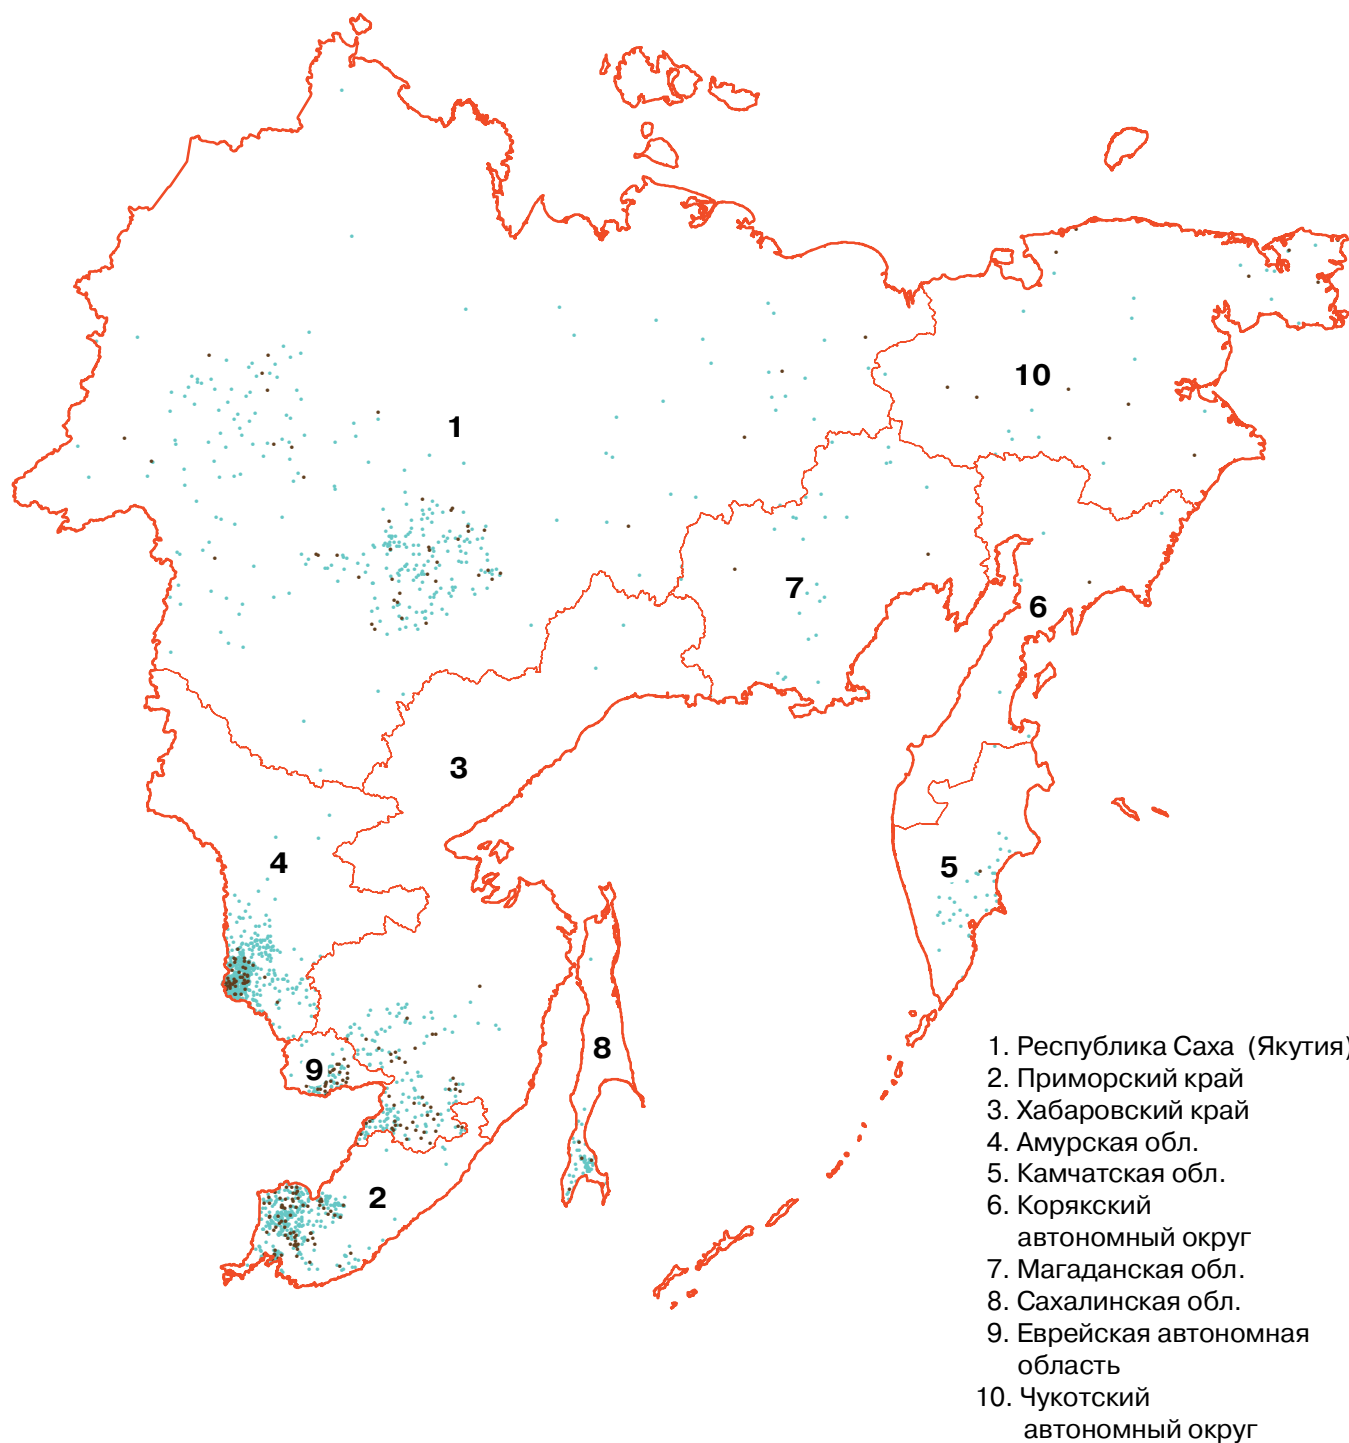 10
1
7
6
3
4
5
8
9
2
1. Республика Саха (Якутия)
2. Приморский край
3. Хабаровский край
4. Амурская обл.
5. Камчатская обл.
6. Корякский
автономный округ
7. Магаданская обл.
8. Сахалинская обл.
9. Еврейская автономная
область
10. Чукотский
автономный округ